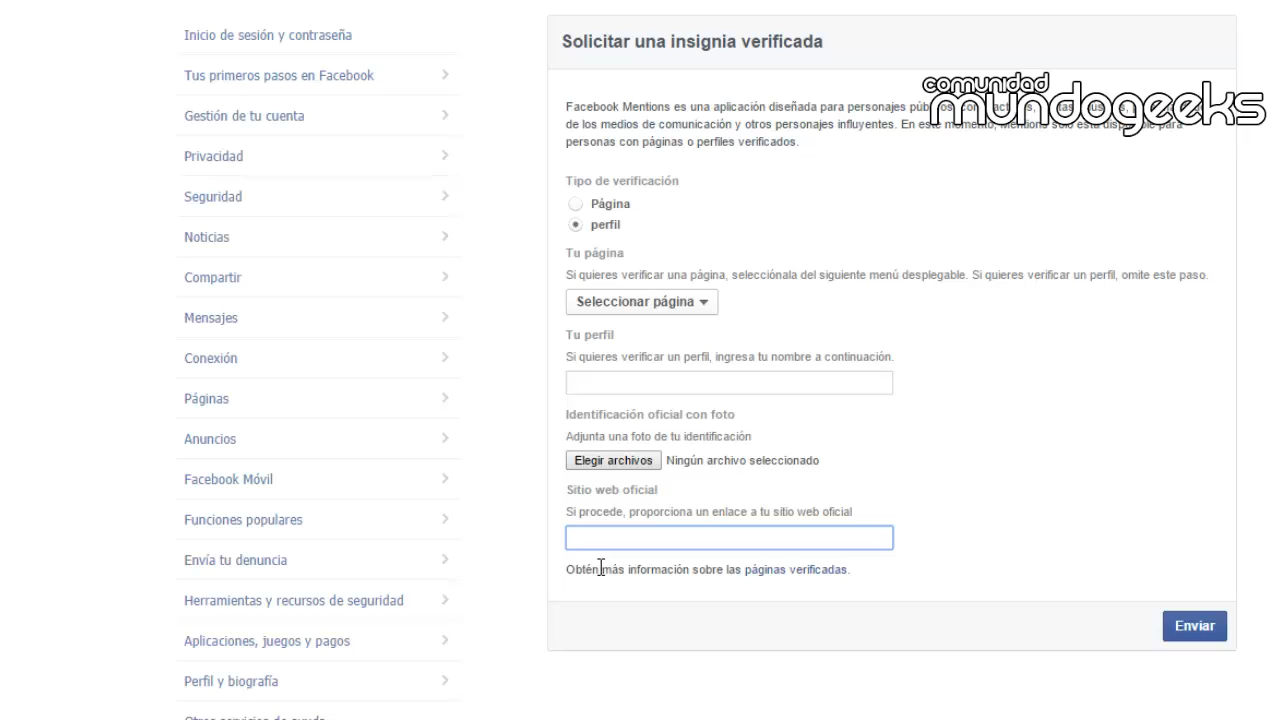 Inicio de sesión y contraseña
Tus primeros pasos en Facebook
Gestión de tu cuenta
Privacidad
Seguridad
Noticias
Compartir
Mensajes
Conexión
Páginas
Anuncios
Facebook Móvil
Funciones populares
Envía tu denuncia
Herramientas y recursos de seguridad
Aplicaciones, juegos y pagos
Perfil y biografía
Solicitar una insignia verificada
comunidad
mundogeeks
Facebook Mentions es una aplicación diseñada para personajes
de los medios de comunicación y otros personajes influyentes. En este momento, Mentions solo está disponible para
personas con páginas o perfiles verificados.
Tipo de verificación
Página
perfil
Tu página
Si quieres verificar una página, selecciónala del siguiente menú desplegable. Si quieres verificar un perfil, omite este paso.
Seleccionar página
Tu perfil
Si quieres verificar un perfil, ingresa tu nombre a continuación.
Identificación oficial con foto
Adjunta una foto de tu identificación
Elegir archivos Ningún archivo seleccionado
Sitio web oficial
Si procede, proporciona un enlace a tu sitio web oficial
Obtén más información sobre las páginas verificadas.
Enviar